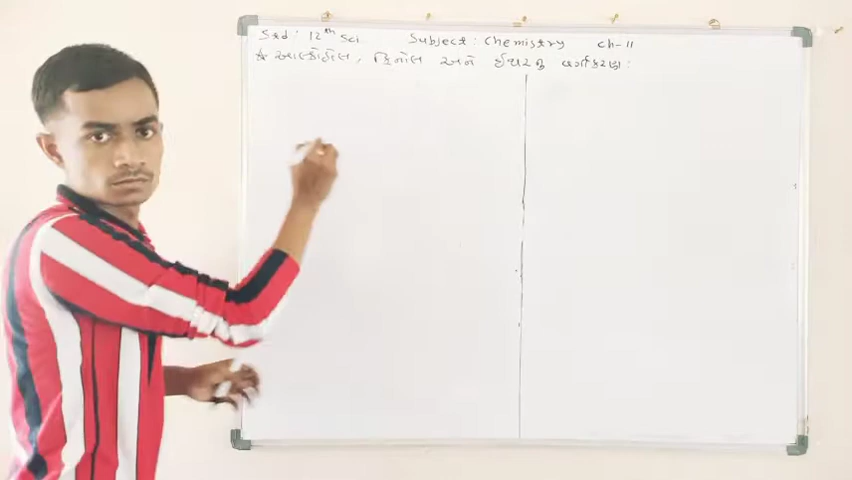 Std : 12th Sci Subject : Chemistry Ch-11
* આલ્કોહોલ, ફિનોલ અને ઈથરનુ વર્ગીકરણ :